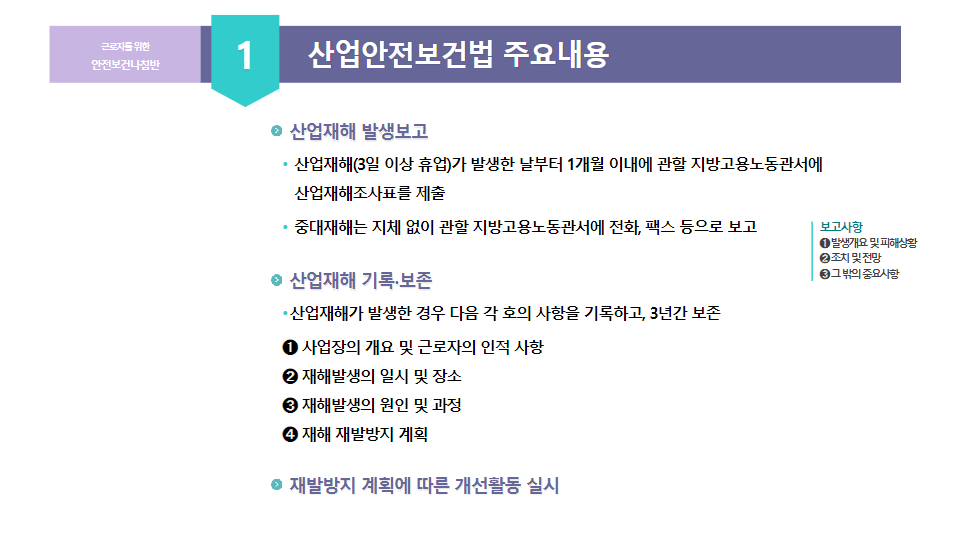 근로자를 위한
안전보건나침반
1
산업안전보건법 주요내용
산업재해 발생보고
• 산업재해(3일 이상 휴업)가 발생한 날부터 1개월 이내에 관할 지방고용노동관서에
산업재해조사표를 제출
• 중대재해는 지체 없이 관할 지방고용노동관서에 전화, 팩스 등으로 보고
보고사항
❶ 발생개요 및 피해상황
❷ 조치 및 전망
❸ 그 밖의 중요사항
산업재해 기록·보존
•산업재해가 발생한 경우 다음 각 호의 사항을 기록하고, 3년간 보존
❶ 사업장의 개요 및 근로자의 인적 사항
❷ 재해발생의 일시 및 장소
❸ 재해발생의 원인 및 과정
❹ 재해 재발방지 계획
재발방지 계획에 따른 개선활동 실시